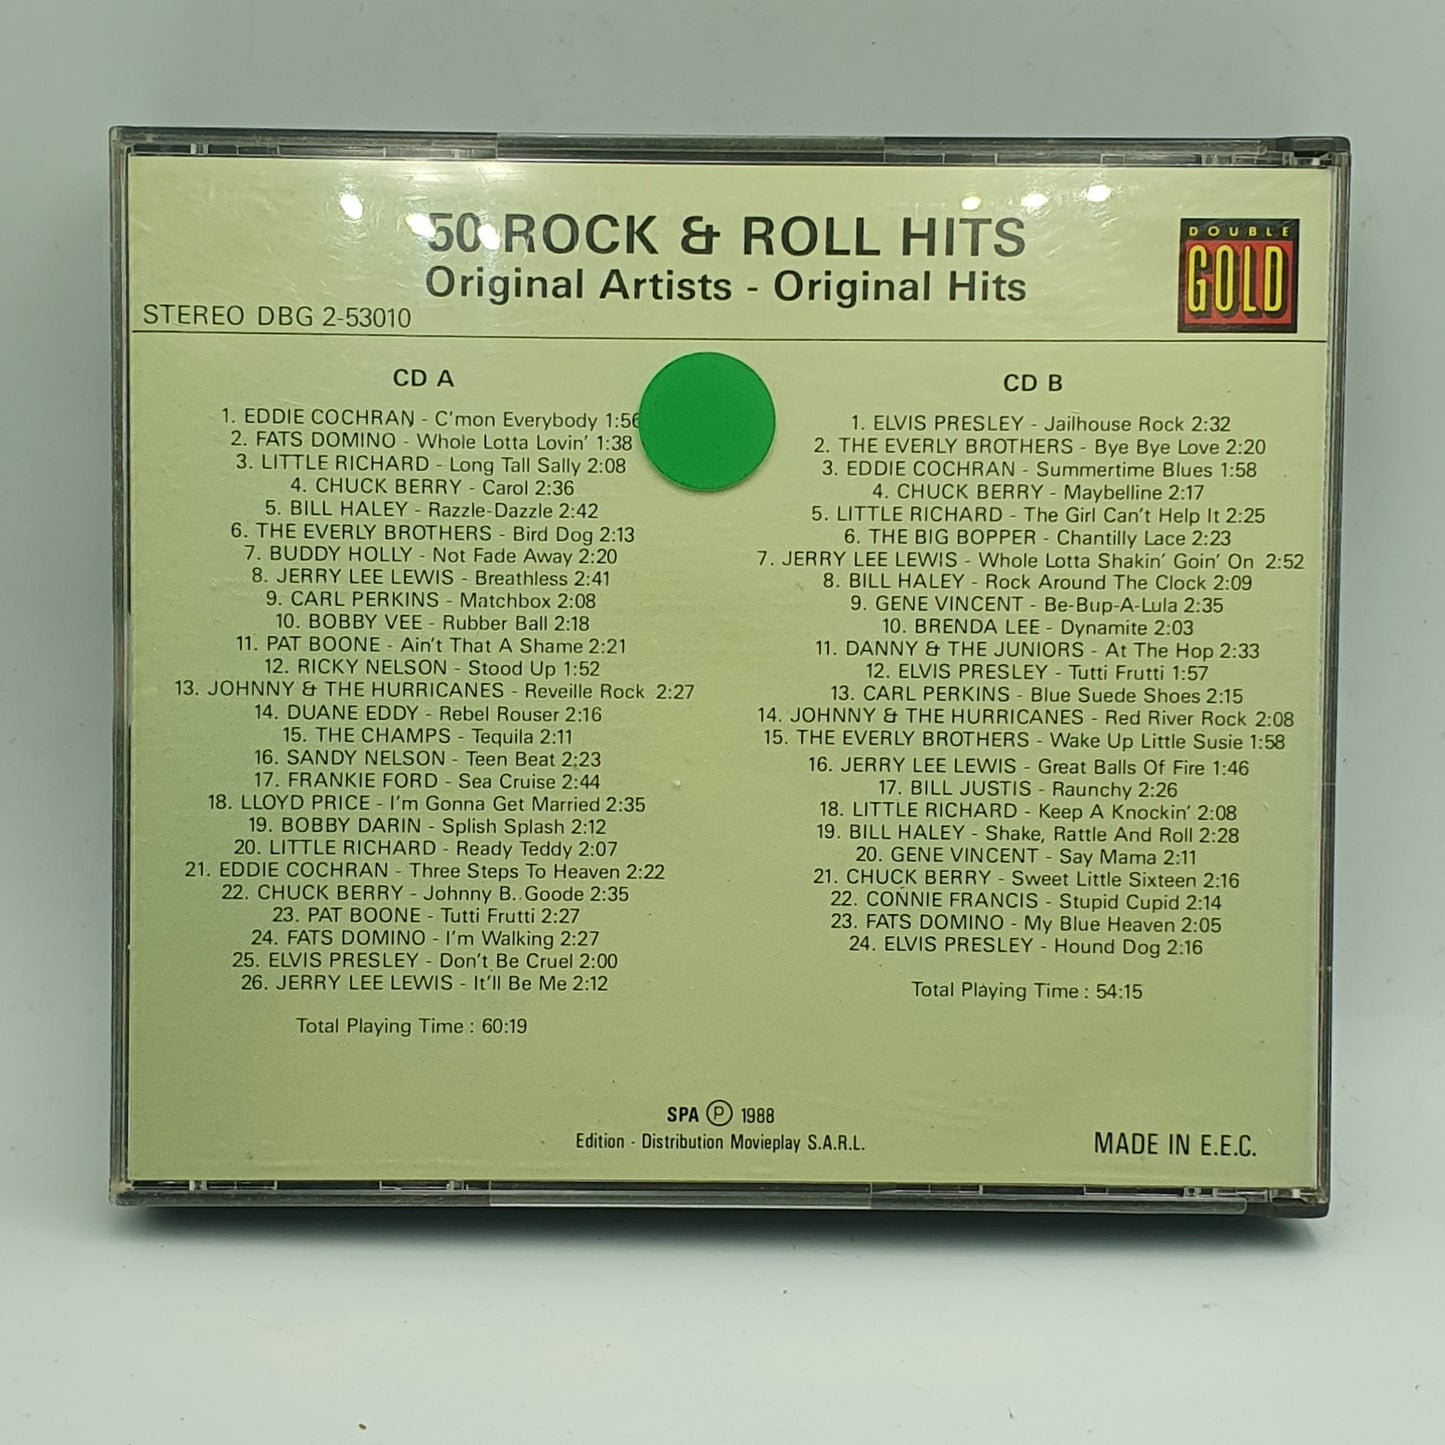 50 ROCK & ROLL HITS
Original Artists - Original Hits
STEREO DBG 2-53010
DOUBLE
GOLD
CD A
1. EDDIE COCHRAN - C'mon Everybody 1:56
2. FATS DOMINO - Whole Lotta Lovin' 1:38
3. LITTLE RICHARD - Long Tall Sally 2:08
4. CHUCK BERRY - Carol 2:36
5. BILL HALEY - Razzle-Dazzle 2:42
6. THE EVERLY BROTHERS - Bird Dog 2:13
7. BUDDY HOLLY - Not Fade Away 2:20
8. JERRY LEE LEWIS - Breathless 2:41
9. CARL PERKINS - Matchbox 2:08
10. BOBBY VEE - Rubber Ball 2:18
11. PAT BOONE - Ain't That A Shame 2:21
12. RICKY NELSON - Stood Up 1:52
13. JOHNNY & THE HURRICANES - Reveille Rock 2:27
14. DUANE EDDY - Rebel Rouser 2:16
15. THE CHAMPS - Tequila 2:11
16. SANDY NELSON - Teen Beat 2:23
17. FRANKIE FORD - Sea Cruise 2:44
18. LLOYD PRICE - I'm Gonna Get Married 2:35
19. BOBBY DARIN - Splish Splash 2:12
20. LITTLE RICHARD - Ready Teddy 2:07
21. EDDIE COCHRAN - Three Steps To Heaven 2:22
22. CHUCK BERRY - Johnny B. Goode 2:35
23. PAT BOONE - Tutti Frutti 2:27
24. FATS DOMINO - I'm Walking 2:27
25. ELVIS PRESLEY - Don't Be Cruel 2:00
26. JERRY LEE LEWIS - It'll Be Me 2:12
Total Playing Time : 60:19
CD B
1. ELVIS PRESLEY - Jailhouse Rock 2:32
2. THE EVERLY BROTHERS - Bye Bye Love 2:20
3. EDDIE COCHRAN - Summertime Blues 1:58
4. CHUCK BERRY - Maybelline 2:17
5. LITTLE RICHARD - The Girl Can't Help It 2:25
6. THE BIG BOPPER - Chantilly Lace 2:23
7. JERRY LEE LEWIS - Whole Lotta Shakin' Goin' On 2:52
8. BILL HALEY - Rock Around The Clock 2:09
9. GENE VINCENT - Be-Bup-A-Lula 2:35
10. BRENDA LEE - Dynamite 2:03
11. DANNY & THE JUNIORS - At The Hop 2:33
12. ELVIS PRESLEY - Tutti Frutti 1:57
13. CARL PERKINS - Blue Suede Shoes 2:15
14. JOHNNY & THE HURRICANES - Red River Rock 2:08
15. THE EVERLY BROTHERS - Wake Up Little Susie 1:58
16. JERRY LEE LEWIS - Great Balls Of Fire 1:46
17. BILL JUSTIS - Raunchy 2:26
18. LITTLE RICHARD - Keep A Knockin' 2:08
19. BILL HALEY - Shake, Rattle And Roll 2:28
20. GENE VINCENT - Say Mama 2:11
21. CHUCK BERRY - Sweet Little Sixteen 2:16
22. CONNIE FRANCIS - Stupid Cupid 2:14
23. FATS DOMINO - My Blue Heaven 2:05
24. ELVIS PRESLEY - Hound Dog 2:16
Total Playing Time : 54:15
SPA Ⓟ 1988
Edition - Distribution Movieplay S.A.R.L.
MADE IN E.E.C.